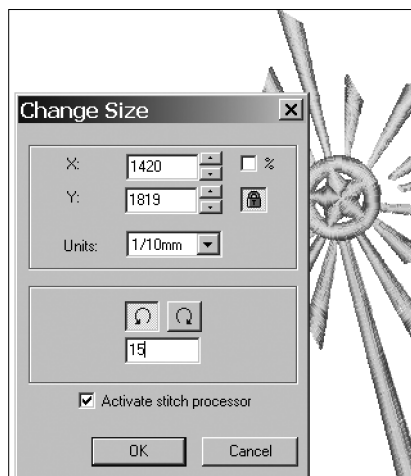 Change Size
X: 1420 %
Y: 1819
Units: 1/10mm
15
Activate stitch processor
OK Cancel